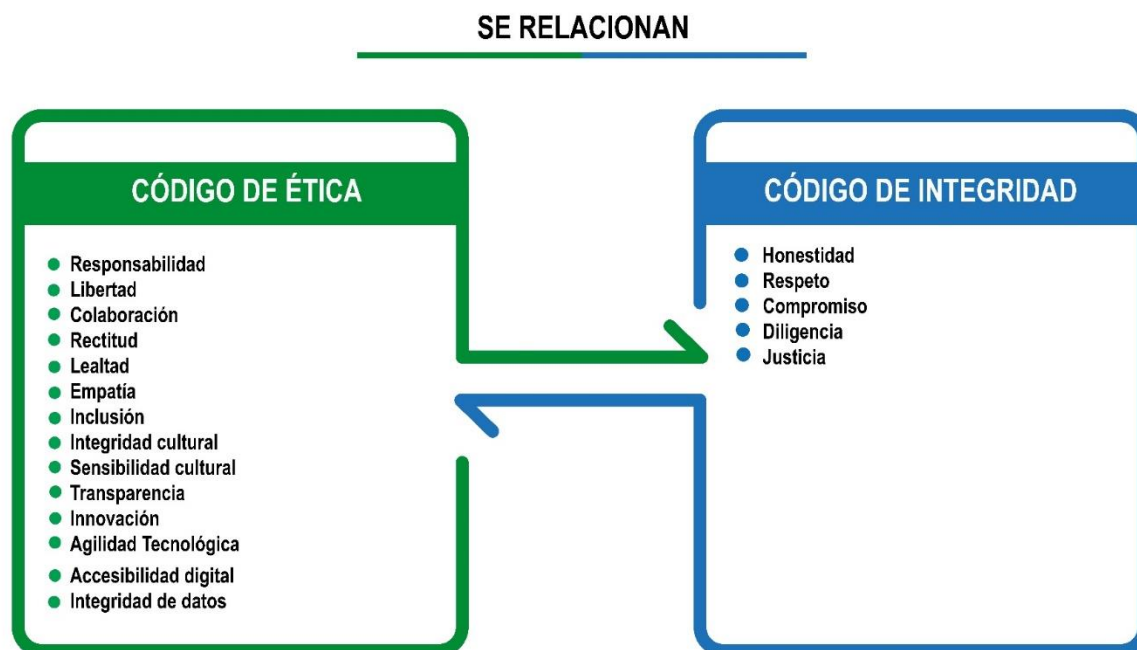 SE RELACIONAN
CÓDIGO DE ÉTICA
Responsabilidad
Libertad
Colaboración
Rectitud
Lealtad
Empatía
Inclusión
Integridad cultural
Sensibilidad cultural
Transparencia
Innovación
Agilidad Tecnológica
Accesibilidad digital
Integridad de datos
CÓDIGO DE INTEGRIDAD
Honestidad
Respeto
Compromiso
Diligencia
Justicia